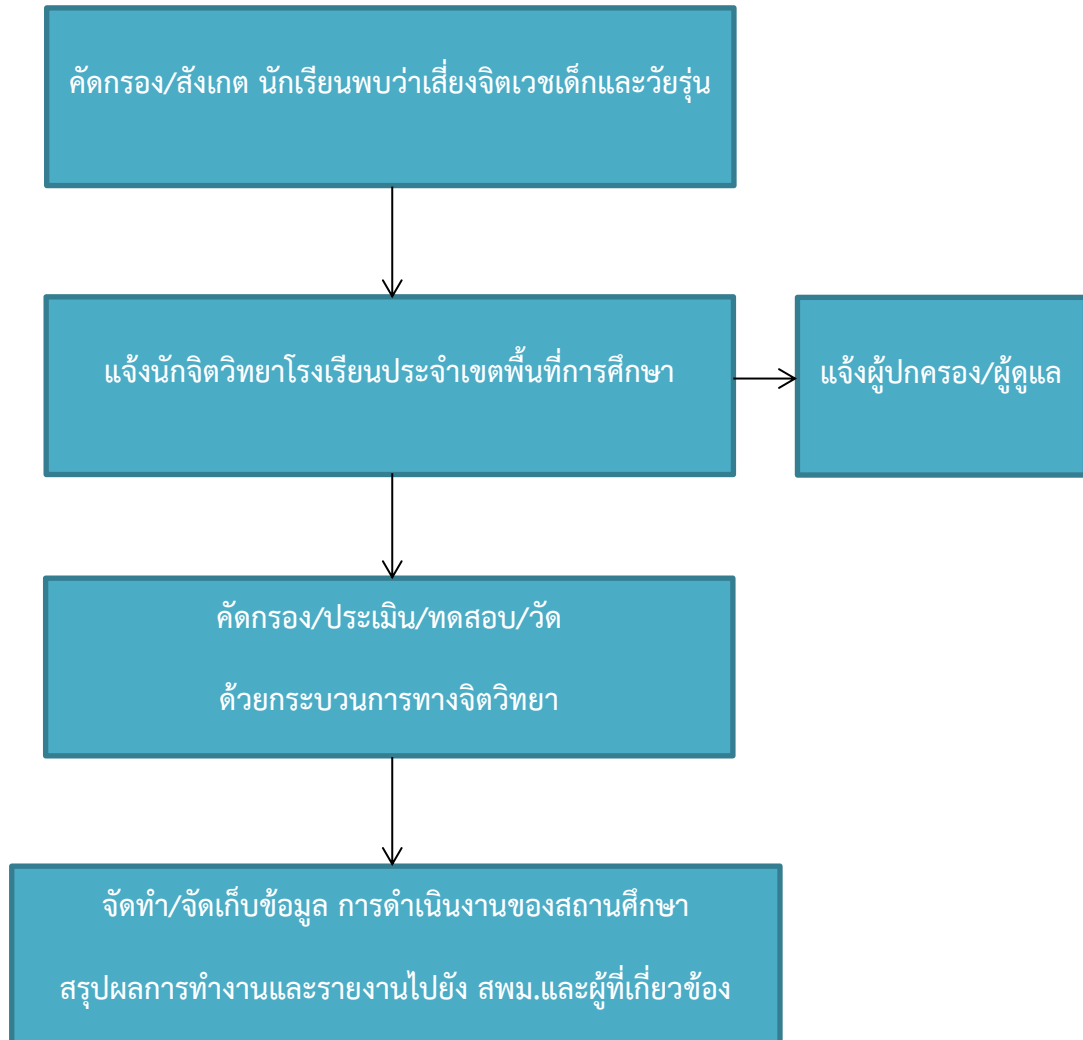 คัดกรอง/สังเกต นักเรียนพบว่าเสี่ยงจิตเวชเด็กและวัยรุ่น
แจ้งนักจิตวิทยาโรงเรียนประจำเขตพื้นที่การศึกษา
แจ้งผู้ปกครอง/ผู้ดูแล
คัดกรอง/ประเมิน/ทดสอบ/วัด
ด้วยกระบวนการทางจิตวิทยา
จัดทำ/จัดเก็บข้อมูล การดำเนินงานของสถานศึกษา
สรุปผลการทำงานและรายงานไปยัง สพม.และผู้ที่เกี่ยวข้อง